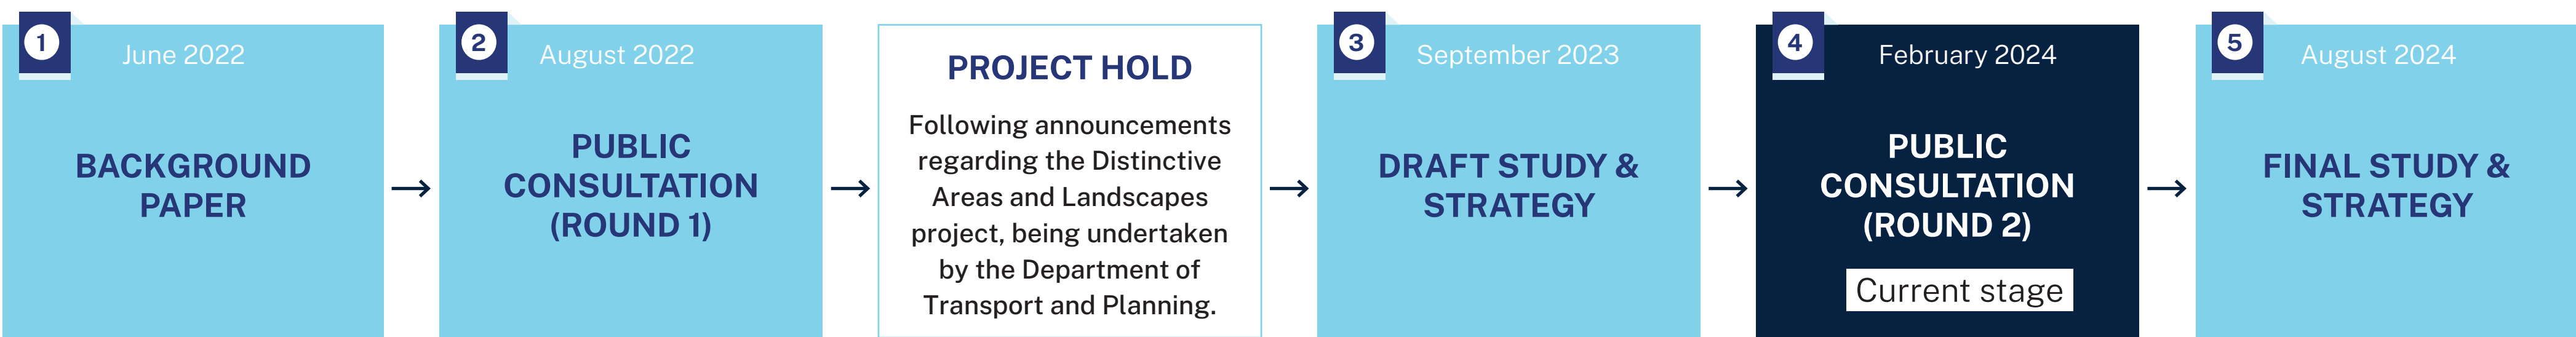 1
June 2022
BACKGROUND
PAPER
2
August 2022
PUBLIC
CONSULTATION
(ROUND 1)
PROJECT HOLD
Following announcements
regarding the Distinctive
Areas and Landscapes
project, being undertaken
by the Department of
Transport and Planning.
3
September 2023
DRAFT STUDY &
STRATEGY
4
February 2024
PUBLIC
CONSULTATION
(ROUND 2)
Current stage
5
August 2024
FINAL STUDY &
STRATEGY